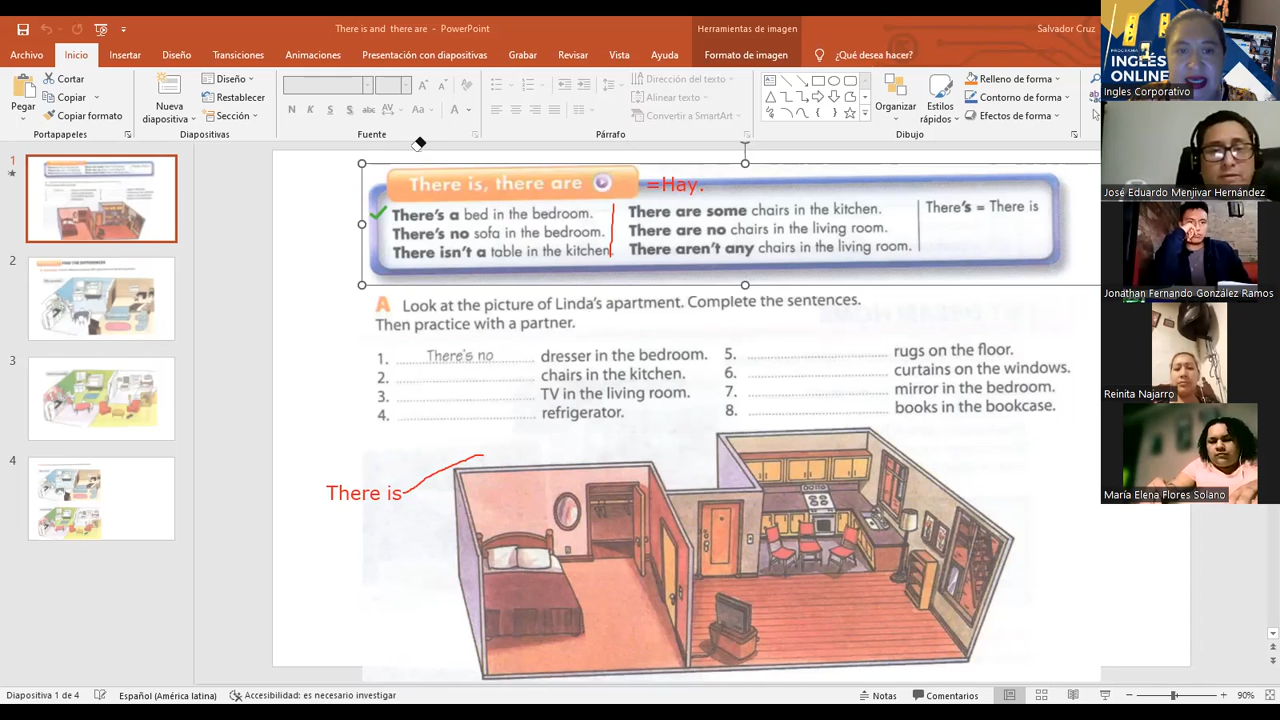 There is and there are - PowerPoint
Herramientas de imagen
Salvador Cruz
Archivo
Inicio
Insertar
Diseño
Transiciones
Animaciones
Presentación con diapositivas
Grabar
Revisar
Vista
Ayuda
Formato de imagen
¿Qué desea hacer?
Pegar
Cortar
Copiar
Copiar formato
Portapapeles
Nueva
diapositiva
Diseño
Restablecer
Sección
Diapositivas
N K S S abc AV Aa A
Fuente
Dirección del texto
Alinear texto
Convertir a SmartArt
Párrafo
Organizar
Estilos
rápidos
Relleno de forma
Contorno de forma
Efectos de forma
Dibujo
PROGRAMA
INGLÉS
ONLINE
Ingles Corporativo
José Eduardo Menjivar Hernández
Jonathan Fernando González Ramos
Reinita Najarro
María Elena Flores Solano
1
2
3
4
There is, there are
=Hay.
There's a bed in the bedroom.
There's no sofa in the bedroom.
There isn't a table in the kitchen
There are some chairs in the kitchen.
There are no chairs in the living room.
There aren't any chairs in the living room.
There's = There is
A Look at the picture of Linda's apartment. Complete the sentences.
Then practice with a partner.
1. There's no dresser in the bedroom.
2. chairs in the kitchen.
3. TV in the living room.
4. refrigerator.
5. rugs on the floor.
6. curtains on the windows.
7. mirror in the bedroom.
8. books in the bookcase.
There is
Diapositiva 1 de 4
Español (América latina)
Accesibilidad: es necesario investigar
Notas
Comentarios
90%